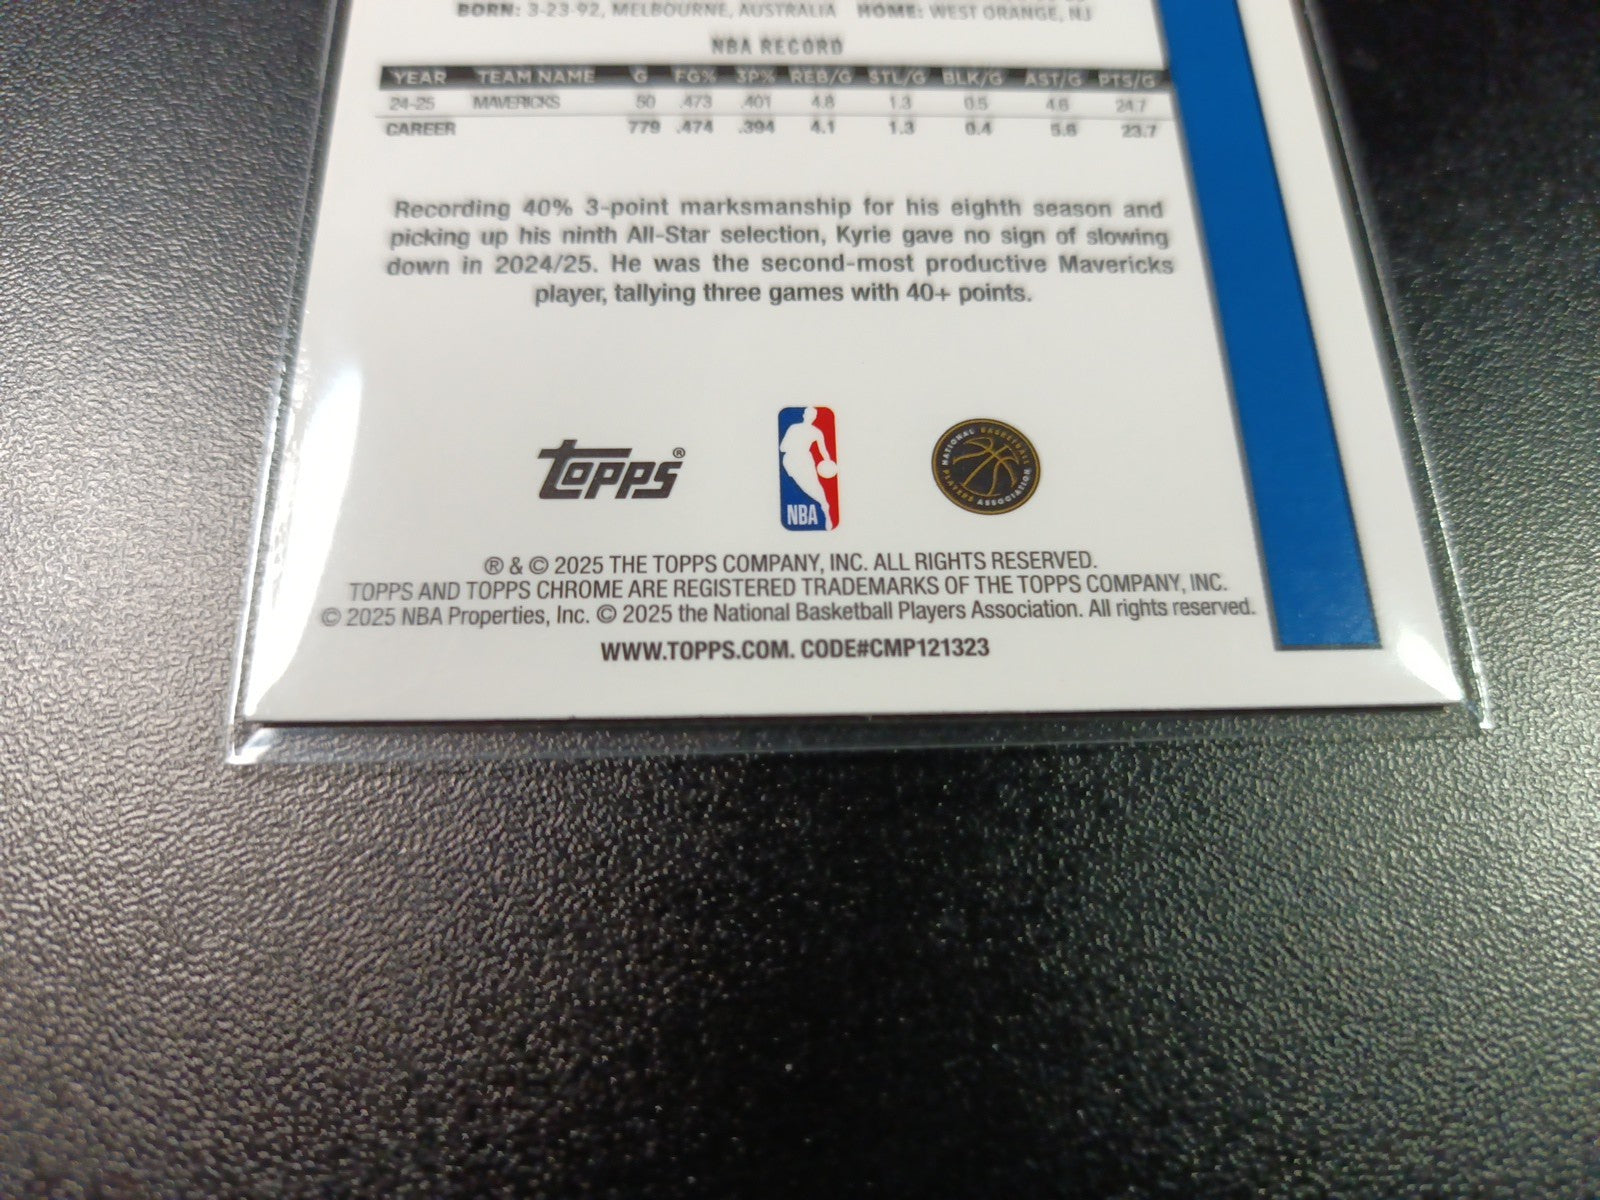 BORN: 3-23-92, MELBOURNE, AUSTRALIA HOME: WEST ORANGE, NJ
NBA RECORD
YEAR TEAM NAME G FG% 3P% REB/G STL/G BLK/G AST/G PTS/G
24-25 MAVERICKS 50 .473 .401 4.8 1.3 0.5 4.6 24.7
CAREER 779 .474 .394 4.1 1.3 0.4 5.6 23.7
Recording 40% 3-point marksmanship for his eighth season and
picking up his ninth All-Star selection, Kyrie gave no sign of slowing
down in 2024/25. He was the second-most productive Mavericks
player, tallying three games with 40+ points.
topps®
NBA
NATIONAL BASKETBALL PLAYERS ASSOCIATION
® & © 2025 THE TOPPS COMPANY, INC. ALL RIGHTS RESERVED.
TOPPS AND TOPPS CHROME ARE REGISTERED TRADEMARKS OF THE TOPPS COMPANY, INC.
© 2025 NBA Properties, Inc. © 2025 the National Basketball Players Association. All rights reserved.
WWW.TOPPS.COM. CODE#CMP121323